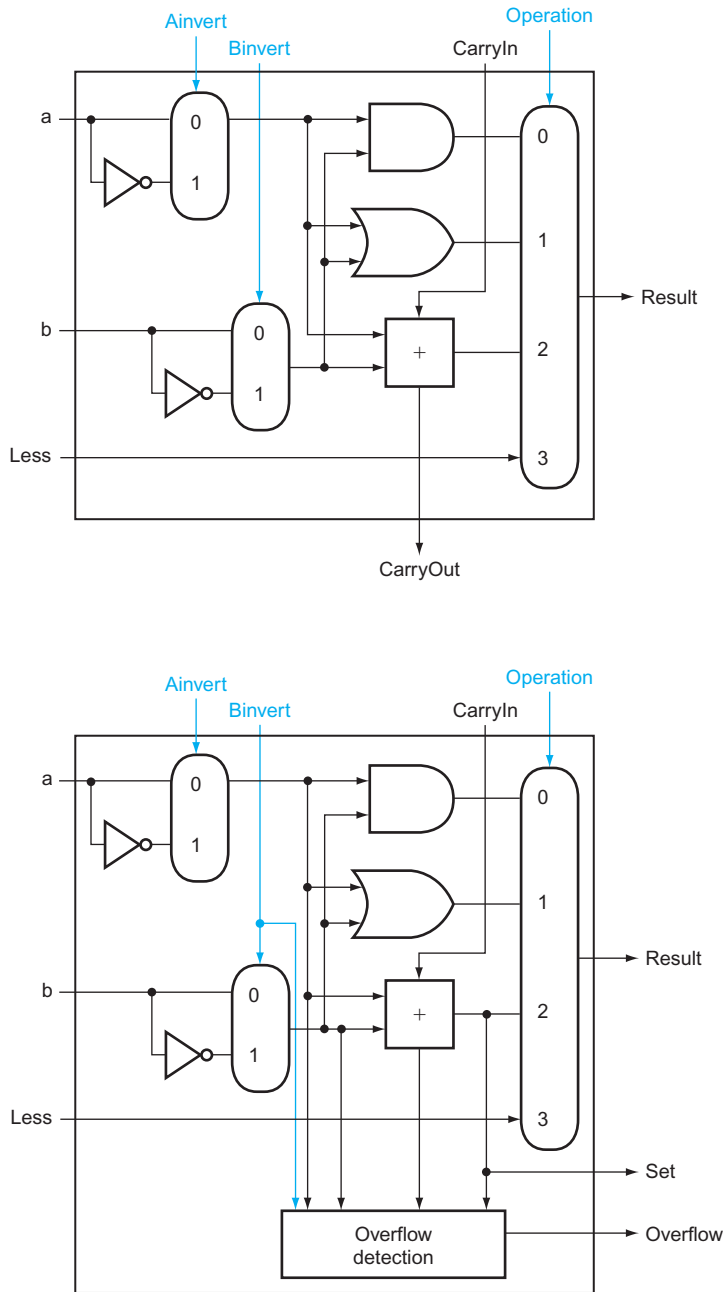 Ainvert
Operation
Binvert
CarryIn
a
0
0
1
1
Result
b
0
+
2
1
Less
3
CarryOut
Ainvert
Operation
Binvert
CarryIn
a
0
0
1
1
Result
b
0
+
2
1
Less
3
Set
Overflow
detection
Overflow